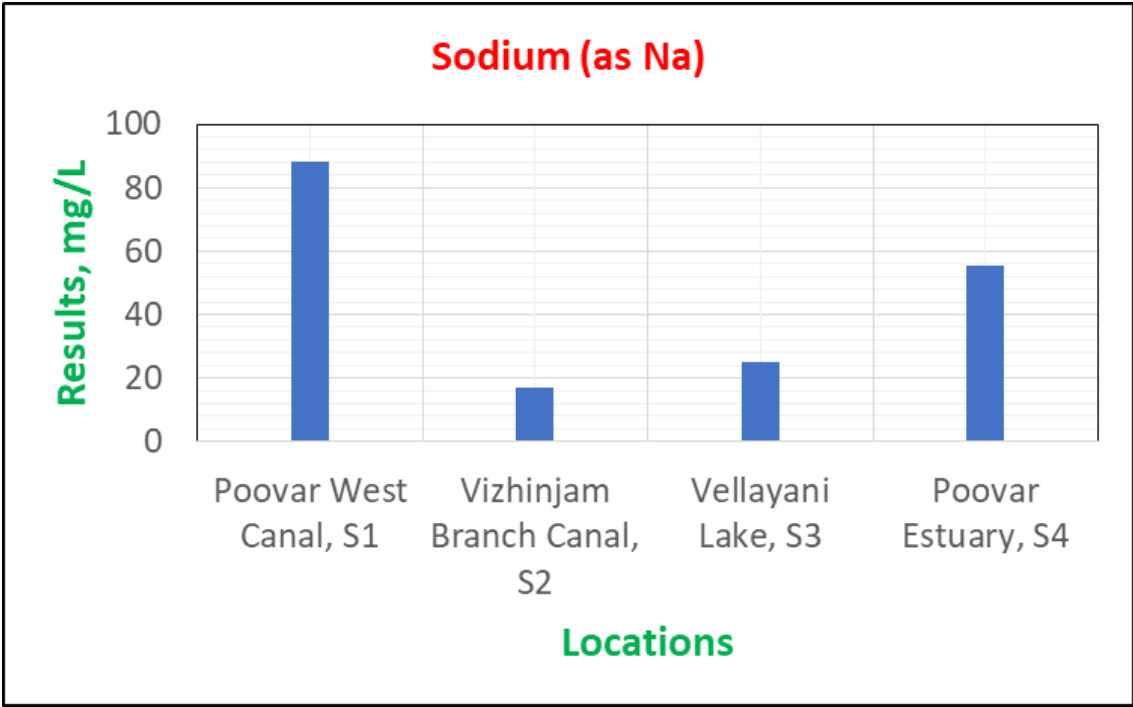 Sodium (as Na)
Results, mg/L
100
80
60
40
20
0
Poovar West
Canal, S1
Vizhinjam
Branch Canal,
S2
Vellayani
Lake, S3
Poovar
Estuary, S4
Locations